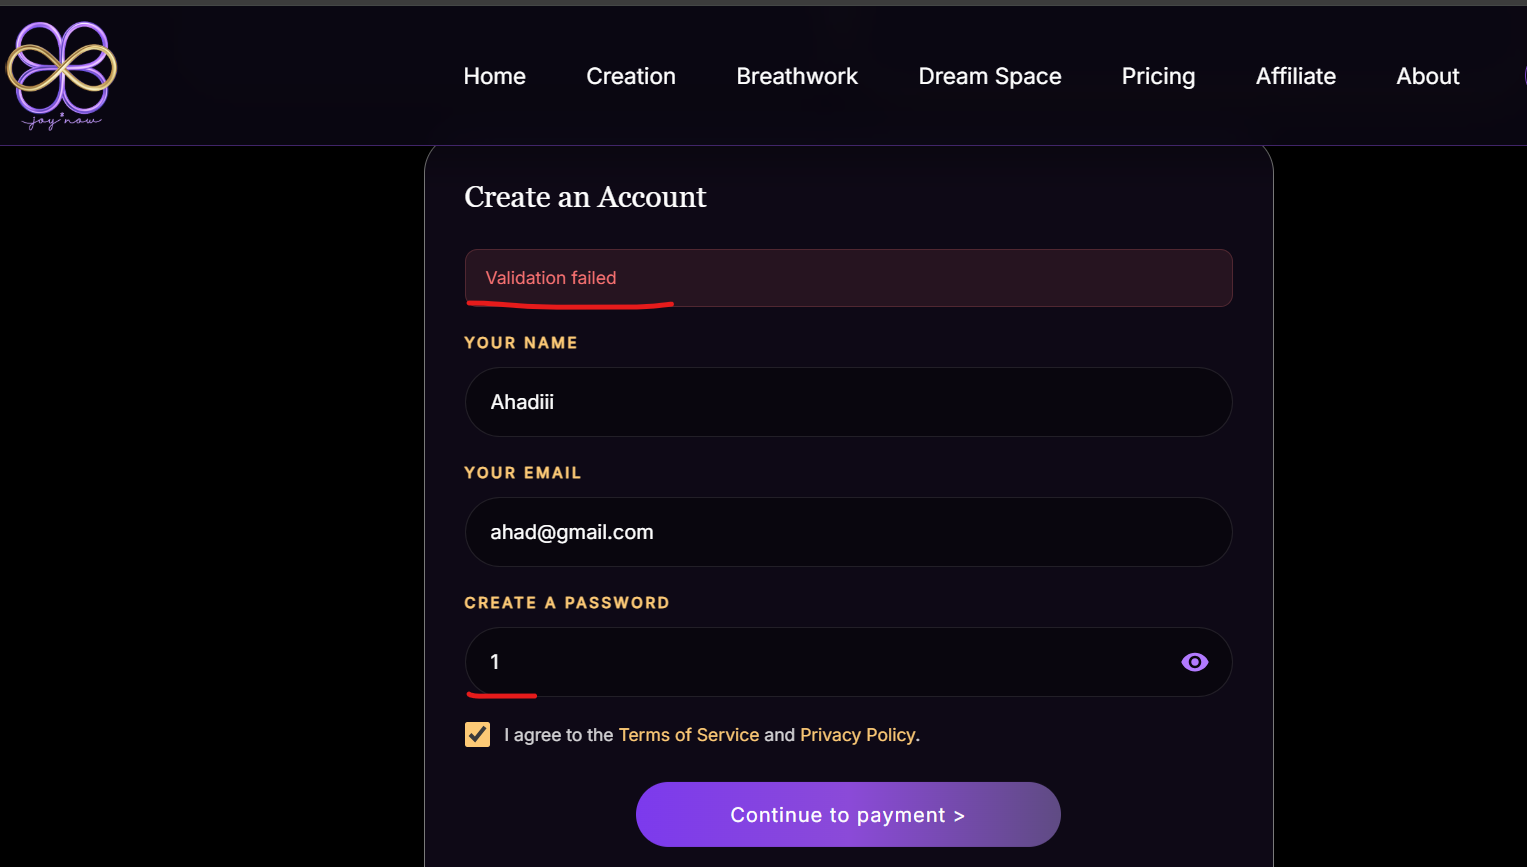 joy*now
Home Creation Breathwork Dream Space Pricing Affiliate About
Create an Account
Validation failed
YOUR NAME
Ahadiii
YOUR EMAIL
ahad@gmail.com
CREATE A PASSWORD
1
I agree to the Terms of Service and Privacy Policy.
Continue to payment >